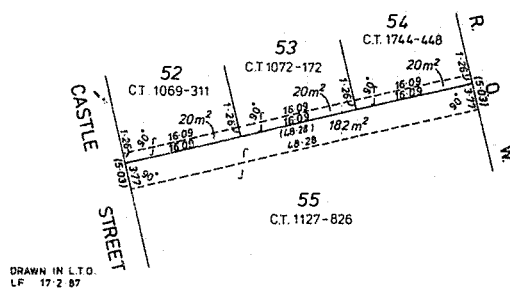 54
C.T. 1744-448
R.
O.
W.
53
C.T. 1072-172
52
C.T. 1069-311
CASTLE
STREET
20m²
20m²
20m²
1·26
1·26
1·26
1·26
90°
90°
90°
90°
90°
16·09
16·09
16·09
16·09
16·09
16·09
(5·03)
3·77
(5·03)
3·77
(48·28)
48·28
182 m²
55
C.T. 1127-826
DRAWN IN L.T.O.
LF 17·2·87